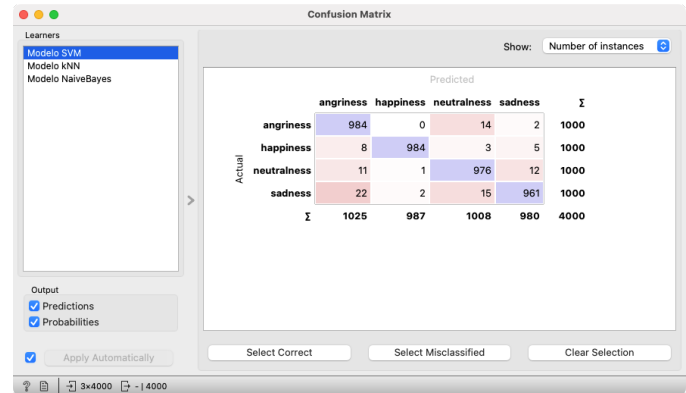 Confusion Matrix
Learners
Modelo SVM
Modelo kNN
Modelo NaiveBayes
Output
Predictions
Probabilities
Apply Automatically
Show: Number of instances
Predicted
angriness happiness neutralness sadness Σ
Actual
angriness 984 0 14 2 1000
happiness 8 984 3 5 1000
neutralness 11 1 976 12 1000
sadness 22 2 15 961 1000
Σ 1025 987 1008 980 4000
Select Correct Select Misclassified Clear Selection
? 3×4000 - | 4000